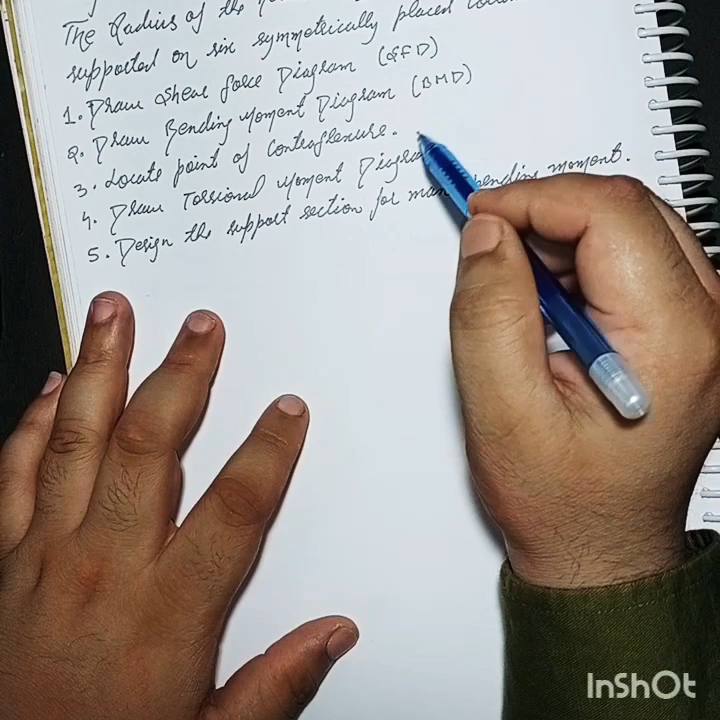 The Radius of the
supported on six symmetrically placed
1. Draw Shear force Diagram (SFD)
2. Draw Bending Moment Diagram (BMD)
3. Locate point of contraflexure.
4. Draw Torsional Moment Diagram
5. Design the support section for bending moment.
InShOt